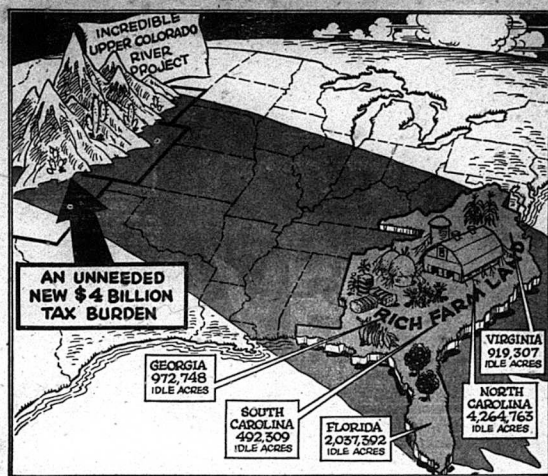 INCREDIBLE
UPPER COLORADO
RIVER
PROJECT
AN UNNEEDED
NEW $4 BILLION
TAX BURDEN
RICH FARM LAND
GEORGIA
972,748
IDLE ACRES
SOUTH
CAROLINA
492,309
IDLE ACRES
FLORIDA
2,037,392
IDLE ACRES
VIRGINIA
919,307
IDLE ACRES
NORTH
CAROLINA
4,264,763
IDLE ACRES